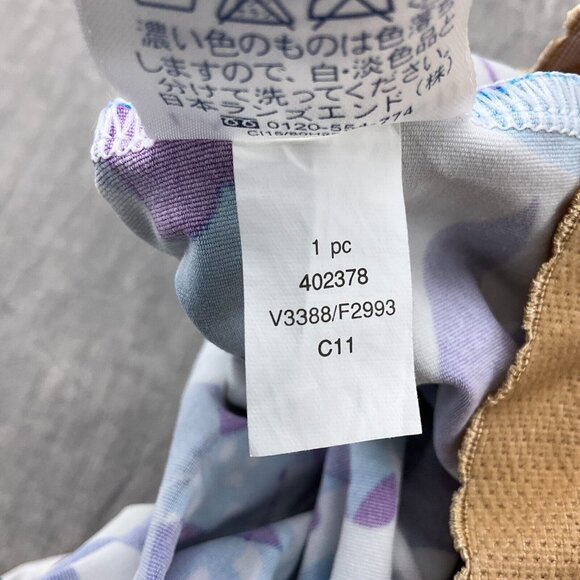 濃い色のものは色落ち
しますので、白・淡色品と
分けて洗ってください。
日本ランズエンド(株)
1 pc
402378
V3388/F2993
C11